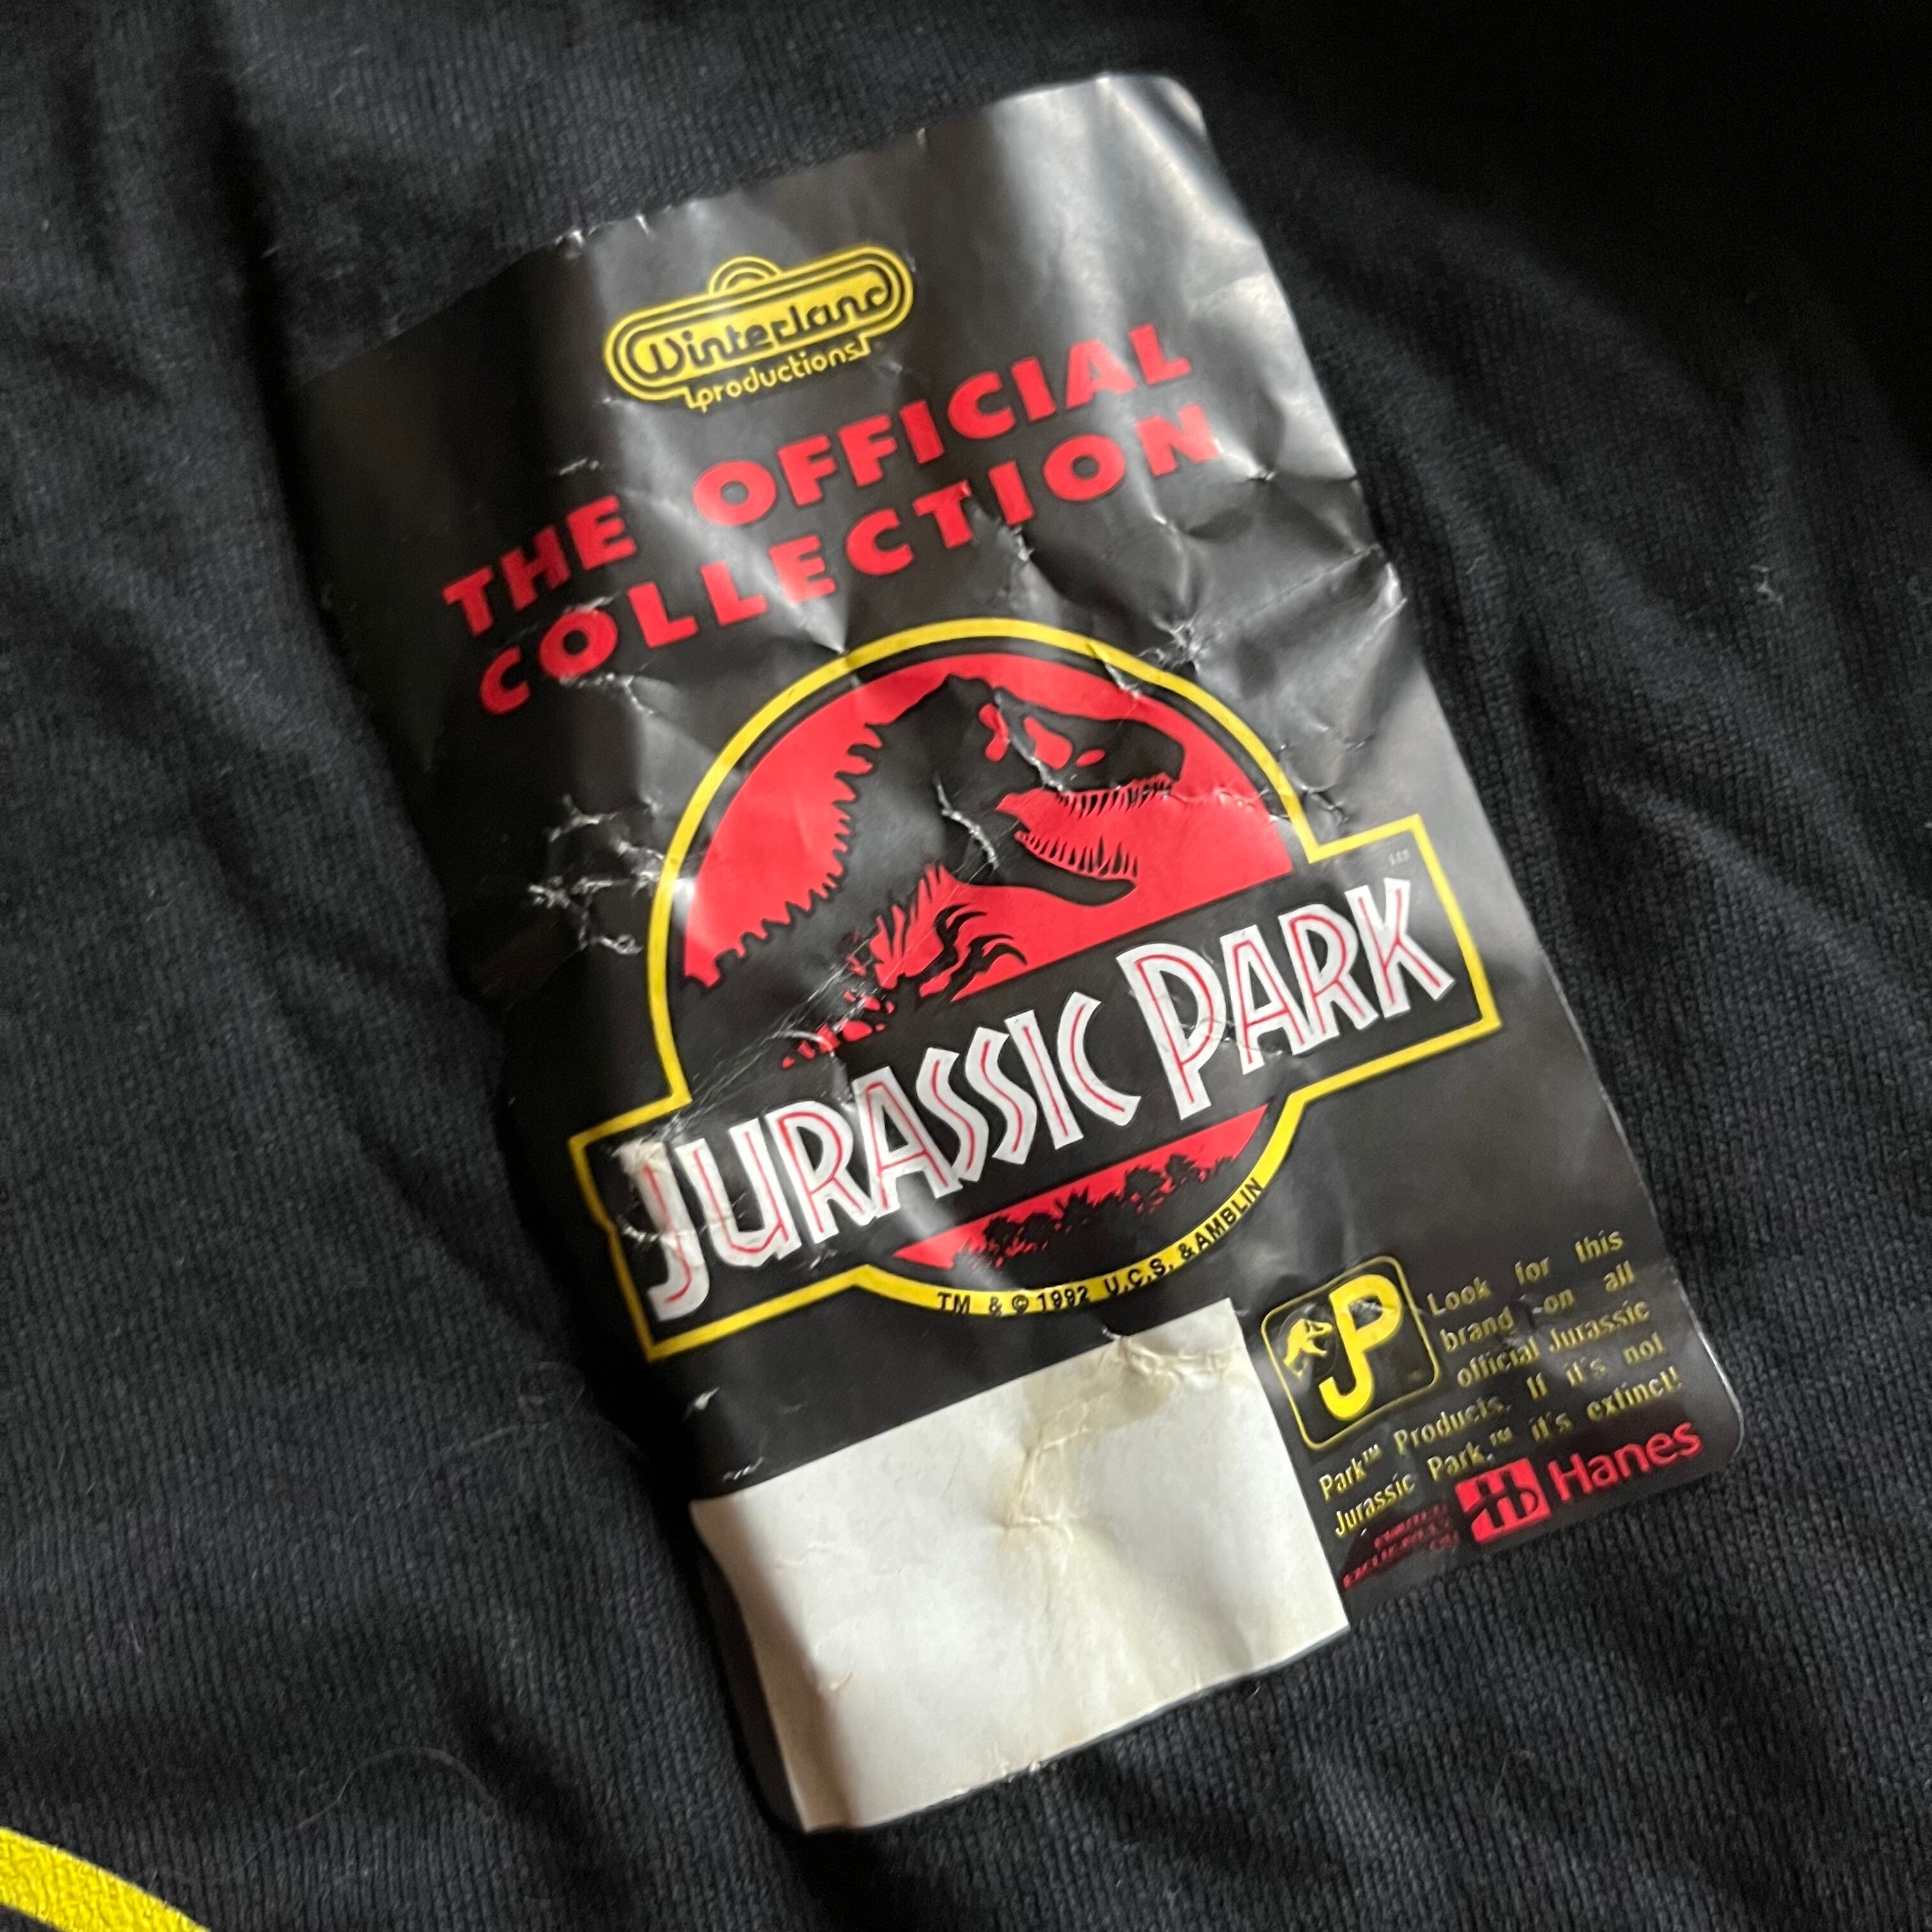 Winterland
productions
THE OFFICIAL
COLLECTION
JURASSIC PARK
TM & © 1992 U.C.S. & AMBLIN
JP
Look for this
brand on all
official Jurassic
Park™ Products. If it's not
Jurassic Park,™ it's extinct!
Hanes